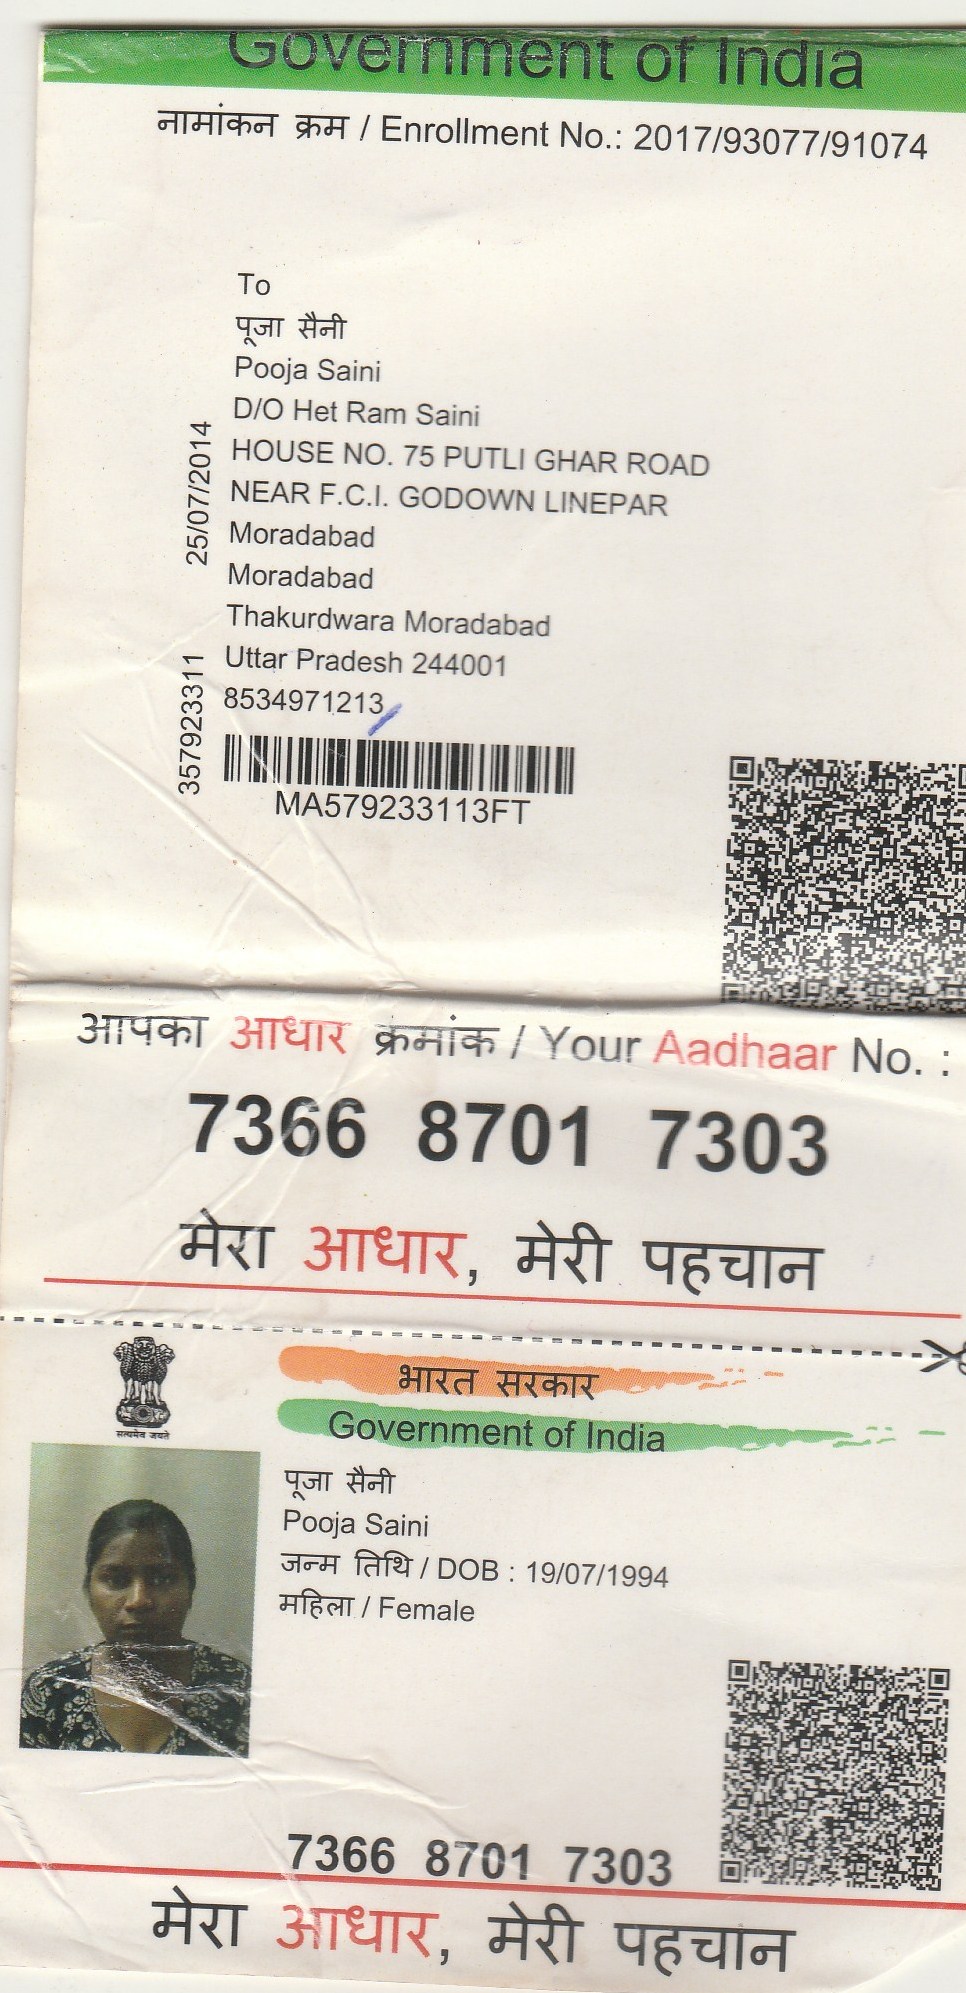 Government of India
नामांकन क्रम / Enrollment No.: 2017/93077/91074
To
पूजा सैनी
Pooja Saini
D/O Het Ram Saini
HOUSE NO. 75 PUTLI GHAR ROAD
NEAR F.C.I. GODOWN LINEPAR
Moradabad
Moradabad
Thakurdwara Moradabad
Uttar Pradesh 244001
8534971213
25/07/2014
357923311
MA579233113FT
आपका आधार क्रमांक / Your Aadhaar No. :
7366 8701 7303
मेरा आधार, मेरी पहचान
सत्यमेव जयते
भारत सरकार
Government of India
पूजा सैनी
Pooja Saini
जन्म तिथि / DOB : 19/07/1994
महिला / Female
7366 8701 7303
मेरा आधार, मेरी पहचान